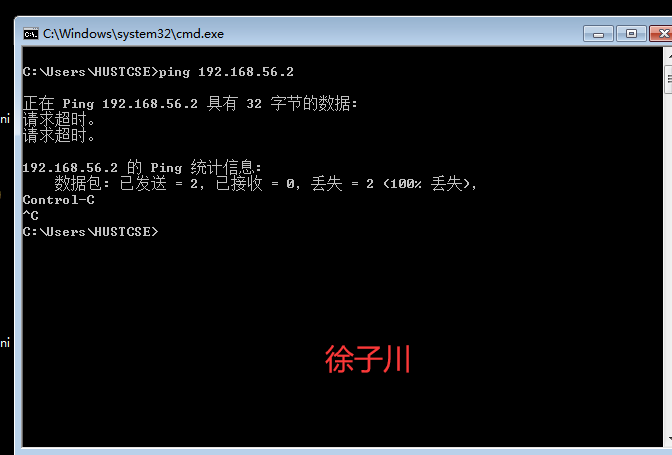 C:\Windows\system32\cmd.exe
C:\Users\HUSTCSE>ping 192.168.56.2
正在 Ping 192.168.56.2 具有 32 字节的数据:
请求超时。
请求超时。
192.168.56.2 的 Ping 统计信息:
数据包: 已发送 = 2, 已接收 = 0, 丢失 = 2 (100% 丢失),
Control-C
^C
C:\Users\HUSTCSE>
徐子川
ni
ni